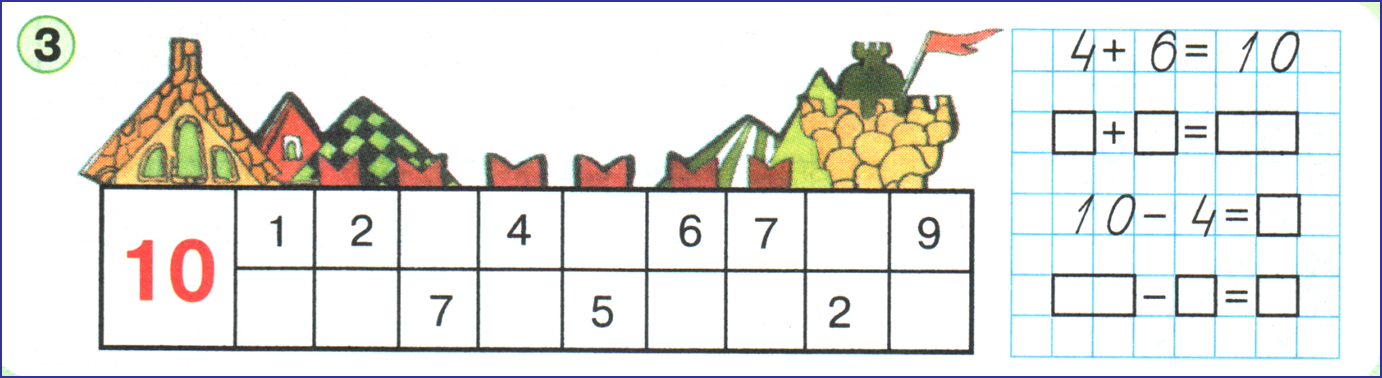 3
4 + 6 = 10
+ =
10 - 4 =
- =
10
1 2 4 6 7 9
7 5 2